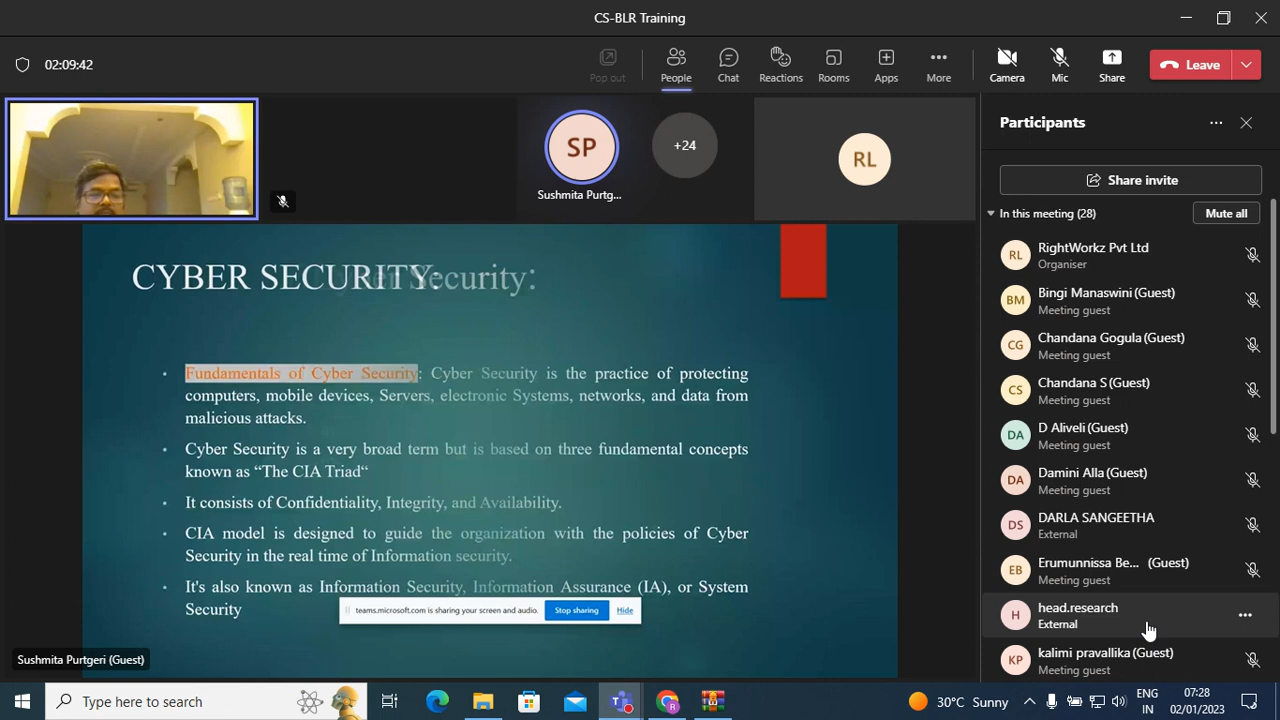 CS-BLR Training
02:09:42
Pop out
People
Chat
Reactions
Rooms
Apps
More
Camera
Mic
Share
Leave
SP
Sushmita Purtg...
+24
RL
Participants
Share invite
In this meeting (28)
Mute all
RL
RightWorkz Pvt Ltd
Organiser
BM
Bingi Manaswini (Guest)
Meeting guest
CG
Chandana Gogula (Guest)
Meeting guest
CS
Chandana S (Guest)
Meeting guest
DA
D Aliveli (Guest)
Meeting guest
DA
Damini Alla (Guest)
Meeting guest
DS
DARLA SANGEETHA
External
EB
Erumunnissa Be... (Guest)
Meeting guest
H
head.research
External
KP
kalimi pravallika (Guest)
Meeting guest
CYBER SECURITY:
Security:
• Fundamentals of Cyber Security: Cyber Security is the practice of protecting
computers, mobile devices, Servers, electronic Systems, networks, and data from
malicious attacks.
• Cyber Security is a very broad term but is based on three fundamental concepts
known as “The CIA Triad“
• It consists of Confidentiality, Integrity, and Availability.
• CIA model is designed to guide the organization with the policies of Cyber
Security in the real time of Information security.
• It's also known as Information Security, Information Assurance (IA), or System
Security
teams.microsoft.com is sharing your screen and audio.
Stop sharing
Hide
Sushmita Purtgeri (Guest)
Type here to search
30°C Sunny
ENG
IN
07:28
02/01/2023